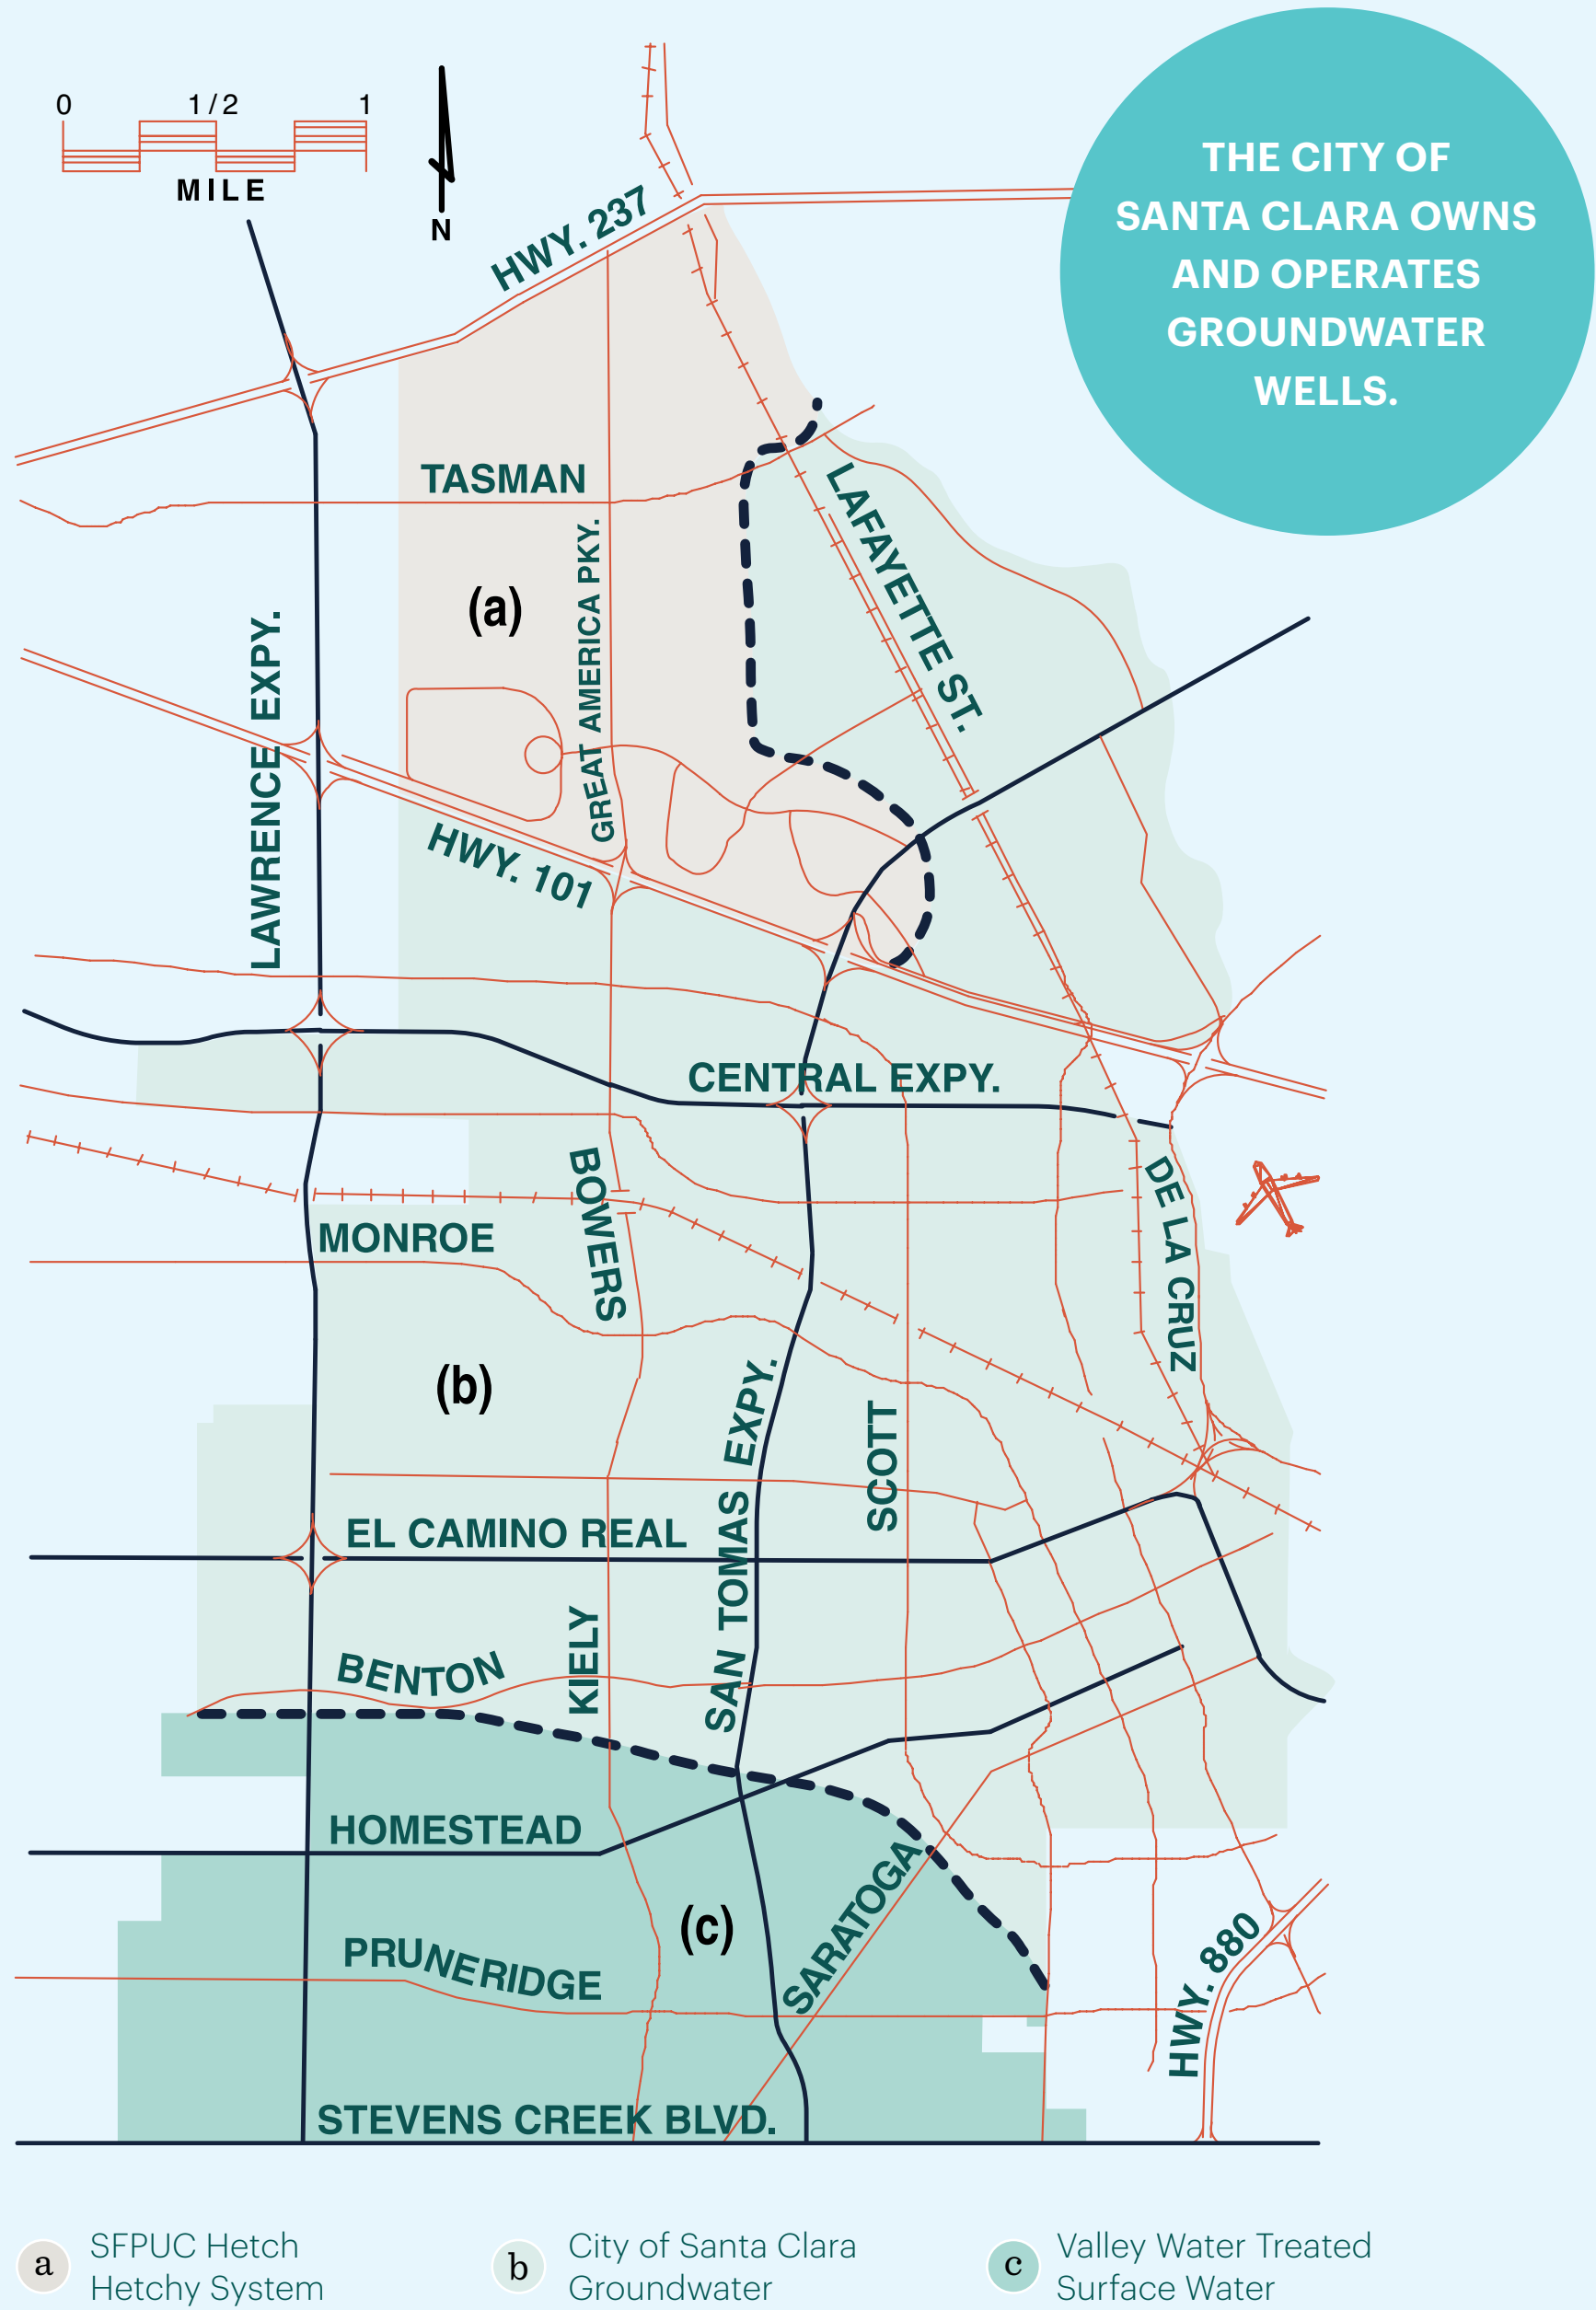 0 1/2 1
MILE
N
THE CITY OF
SANTA CLARA OWNS
AND OPERATES
GROUNDWATER
WELLS.
HWY. 237
TASMAN
LAFAYETTE ST.
GREAT AMERICA PKY.
(a)
LAWRENCE EXPY.
HWY. 101
CENTRAL EXPY.
BOWERS
DE LA CRUZ
MONROE
(b)
SAN TOMAS EXPY.
SCOTT
EL CAMINO REAL
KIELY
BENTON
HOMESTEAD
(c)
SARATOGA
PRUNERIDGE
HWY. 880
STEVENS CREEK BLVD.
a SFPUC Hetch
Hetchy System
b City of Santa Clara
Groundwater
c Valley Water Treated
Surface Water